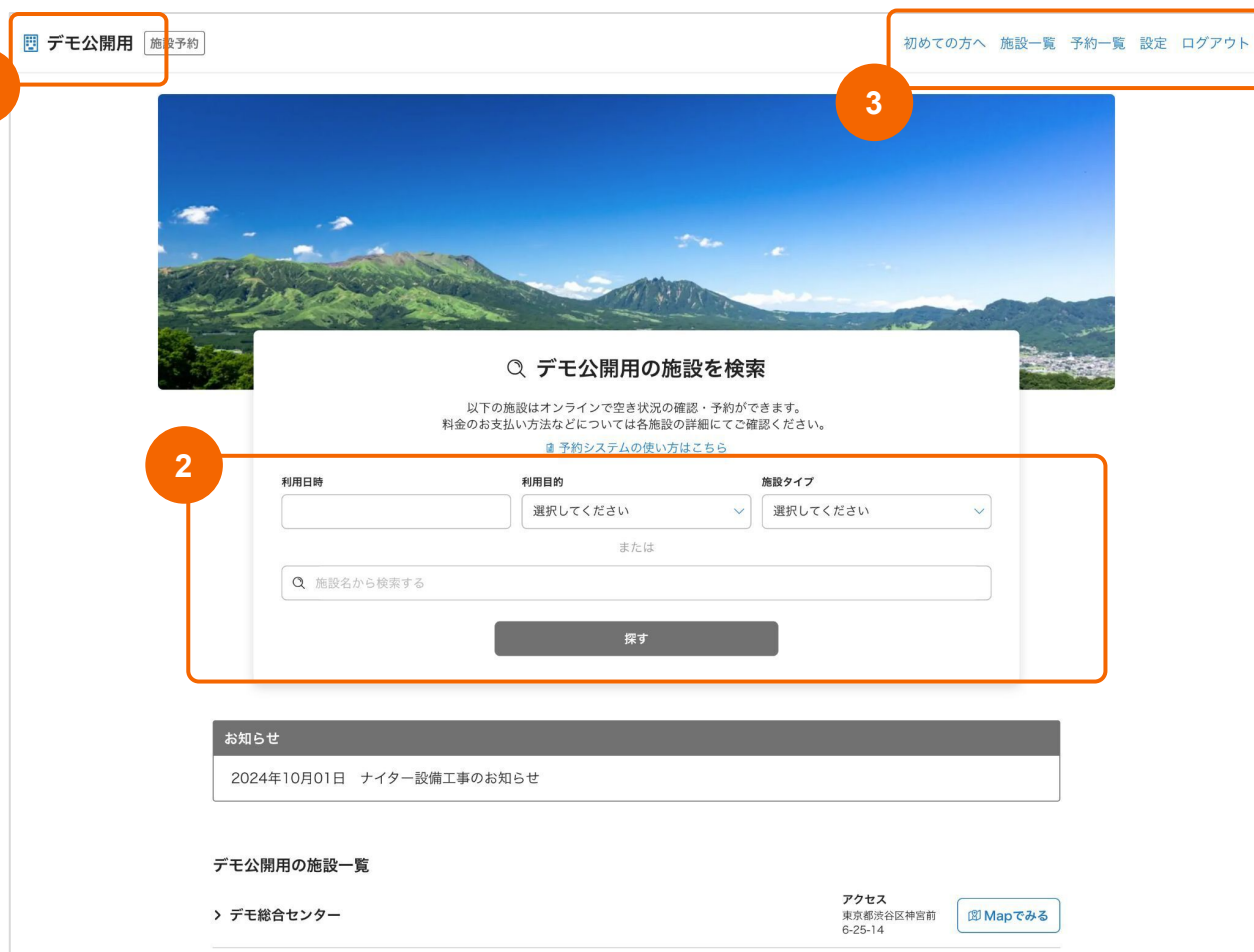 デモ公開用 施設予約
初めての方へ 施設一覧 予約一覧 設定 ログアウト
3
デモ公開用の施設を検索
以下の施設はオンラインで空き状況の確認・予約ができます。
料金のお支払い方法などについては各施設の詳細にてご確認ください。
予約システムの使い方はこちら
2
利用日時 利用目的 施設タイプ
選択してください 選択してください
または
施設名から検索する
探す
お知らせ
2024年10月01日 ナイター設備工事のお知らせ
デモ公開用の施設一覧
デモ総合センター
アクセス
東京都渋谷区神宮前
6-25-14
Mapでみる